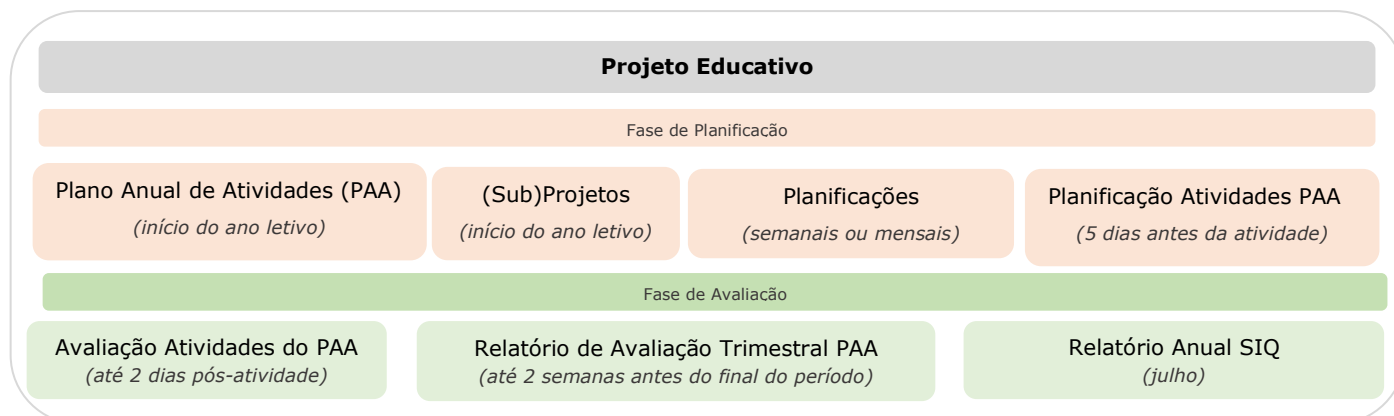 Projeto Educativo
Fase de Planificação
Plano Anual de Atividades (PAA)
(início do ano letivo)
(Sub)Projetos
(início do ano letivo)
Planificações
(semanais ou mensais)
Planificação Atividades PAA
(5 dias antes da atividade)
Fase de Avaliação
Avaliação Atividades do PAA
(até 2 dias pós-atividade)
Relatório de Avaliação Trimestral PAA
(até 2 semanas antes do final do período)
Relatório Anual SIQ
(julho)